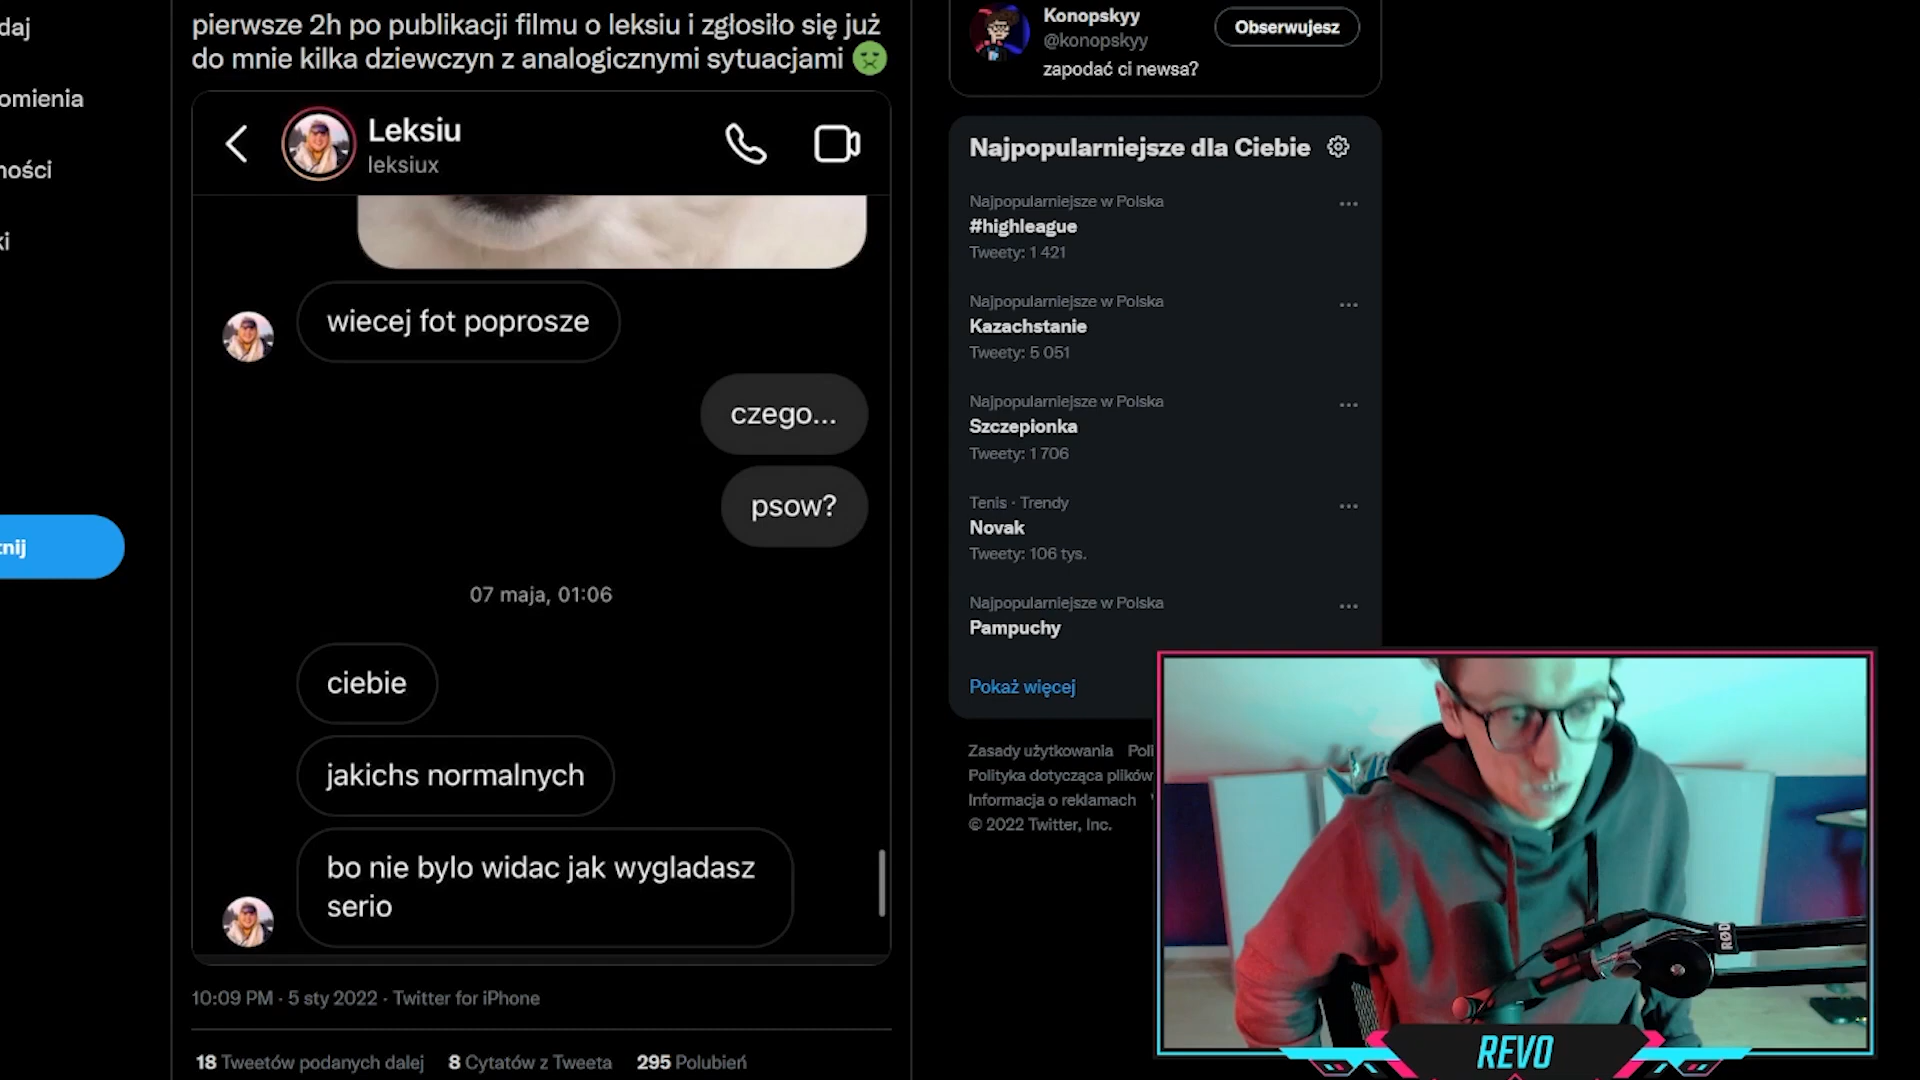 daj
omienia
ności
ki
tnij
pierwsze 2h po publikacji filmu o leksiu i zgłosiło się już
do mnie kilka dziewczyn z analogicznymi sytuacjami
Leksiu
leksiux
wiecej fot poprosze
czego...
psow?
07 maja, 01:06
ciebie
jakichs normalnych
bo nie bylo widac jak wygladasz
serio
10:09 PM · 5 sty 2022 · Twitter for iPhone
18 Tweetów podanych dalej 8 Cytatów z Tweeta 295 Polubień
Konopskyy
@konopskyy
Obserwujesz
zapodać ci newsa?
Najpopularniejsze dla Ciebie
Najpopularniejsze w Polska
#highleague
Tweety: 1 421
Najpopularniejsze w Polska
Kazachstanie
Tweety: 5 051
Najpopularniejsze w Polska
Szczepionka
Tweety: 1 706
Tenis · Trendy
Novak
Tweety: 106 tys.
Najpopularniejsze w Polska
Pampuchy
Pokaż więcej
Zasady użytkowania Poli
Polityka dotycząca plików
Informacja o reklamach
© 2022 Twitter, Inc.
RØD
REVO